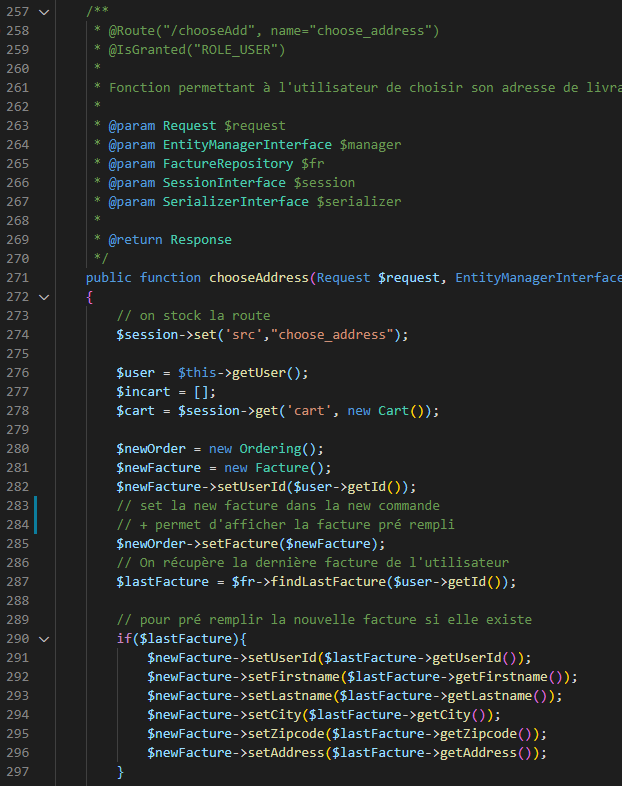 257 /**
258 * @Route("/chooseAdd", name="choose_address")
259 * @IsGranted("ROLE_USER")
260 *
261 * Fonction permettant à l'utilisateur de choisir son adresse de livra
262 *
263 * @param Request $request
264 * @param EntityManagerInterface $manager
265 * @param FactureRepository $fr
266 * @param SessionInterface $session
267 * @param SerializerInterface $serializer
268 *
269 * @return Response
270 */
271 public function chooseAddress(Request $request, EntityManagerInterface
272 {
273 // on stock la route
274 $session->set('src',"choose_address");
275
276 $user = $this->getUser();
277 $incart = [];
278 $cart = $session->get('cart', new Cart());
279
280 $newOrder = new Ordering();
281 $newFacture = new Facture();
282 $newFacture->setUserId($user->getId());
283 // set la new facture dans la new commande
284 // + permet d'afficher la facture pré rempli
285 $newOrder->setFacture($newFacture);
286 // On récupère la dernière facture de l'utilisateur
287 $lastFacture = $fr->findLastFacture($user->getId());
288
289 // pour pré remplir la nouvelle facture si elle existe
290 if($lastFacture){
291 $newFacture->setUserId($lastFacture->getUserId());
292 $newFacture->setFirstname($lastFacture->getFirstname());
293 $newFacture->setLastname($lastFacture->getLastname());
294 $newFacture->setCity($lastFacture->getCity());
295 $newFacture->setZipcode($lastFacture->getZipcode());
296 $newFacture->setAddress($lastFacture->getAddress());
297 }